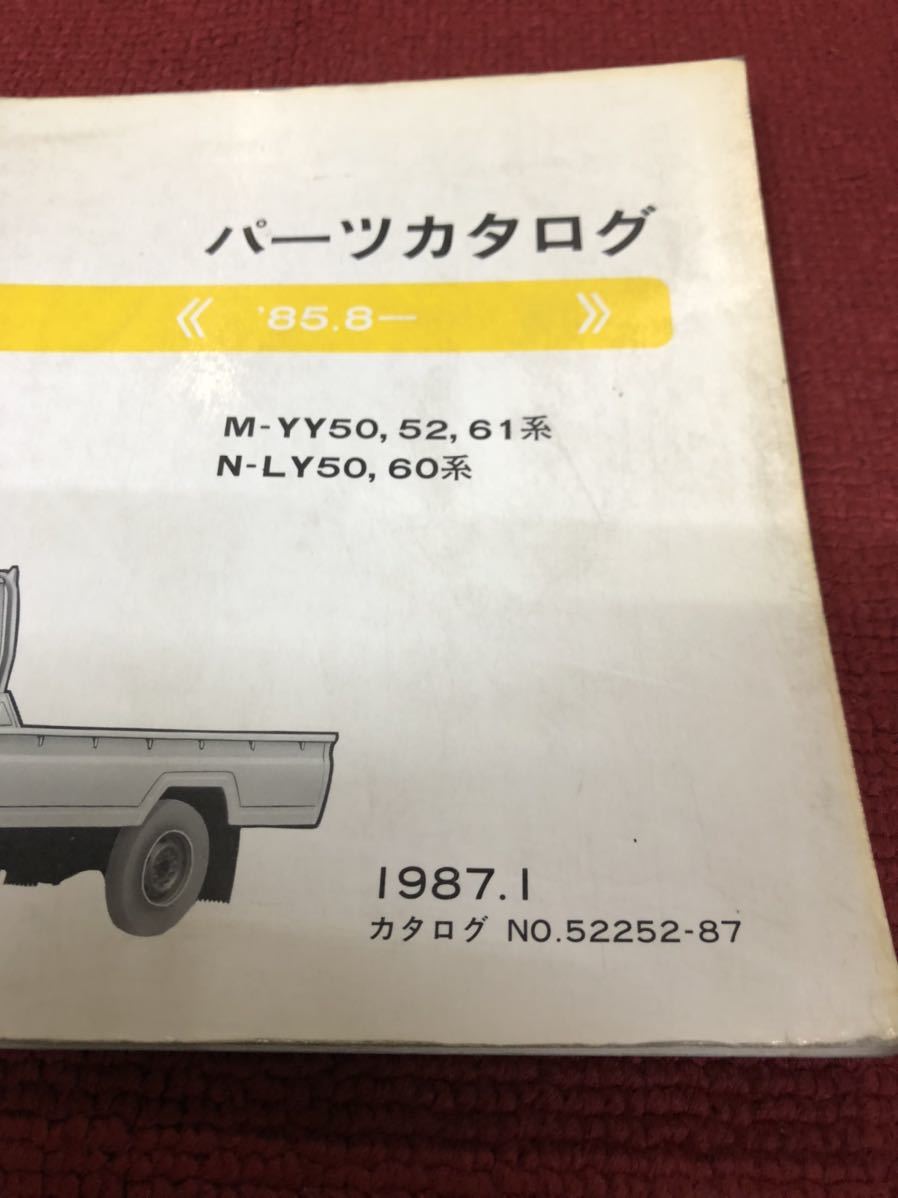 パーツカタログ
《 '85.8— 》
M-YY50, 52, 61系
N-LY50, 60系
1987.1
カタログ NO.52252-87